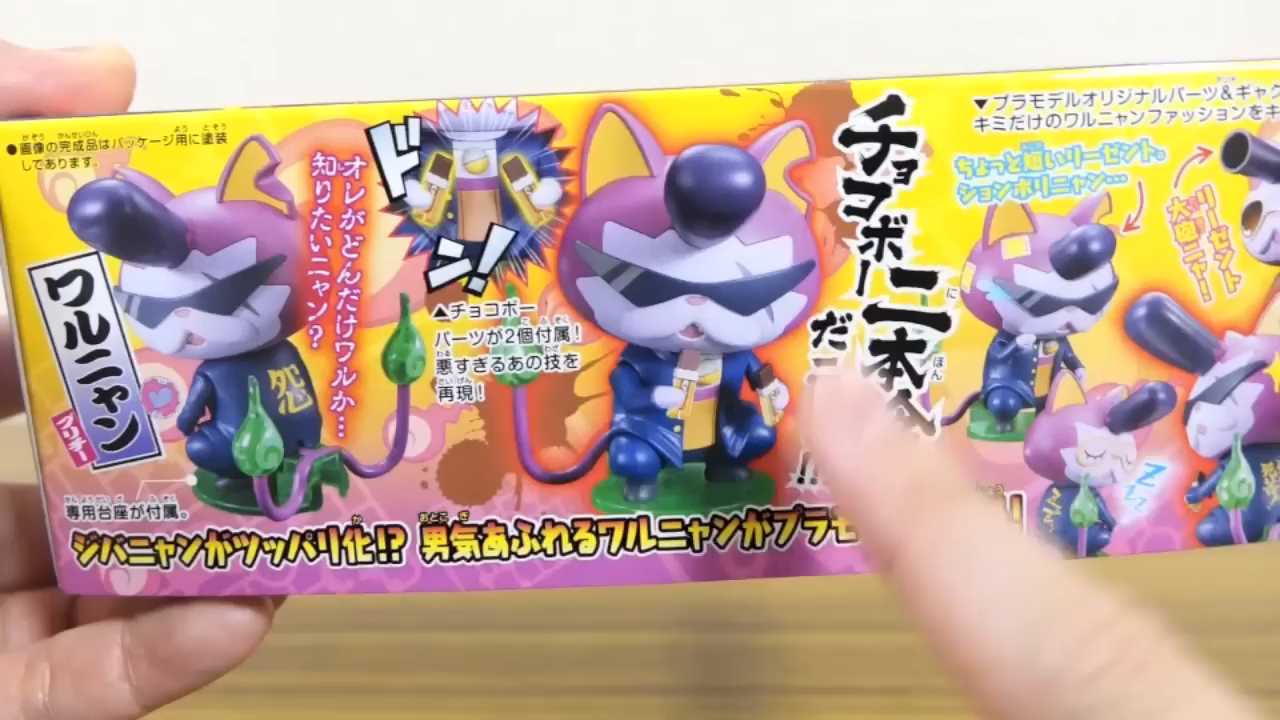 ●画像の完成品はパッケージ用に塗装
してあります。
ワルニャン
プリチー
オレがどんだけワルか…
知りたいニャン?
ドン!
▲チョコボー
パーツが2個付属!
悪すぎるあの技を
再現!
チョコボー
二本
だ
!!
▼プラモデルオリジナルパーツ&ギャグ
キミだけのワルニャンファッションをキ
ちょっと短いリーゼント。
ションボリニャン…
リーゼント
大砲ニャ!
ZZZ
専用台座が付属。
ジバニャンがツッパリ化!? 男気あふれるワルニャンがプラモ